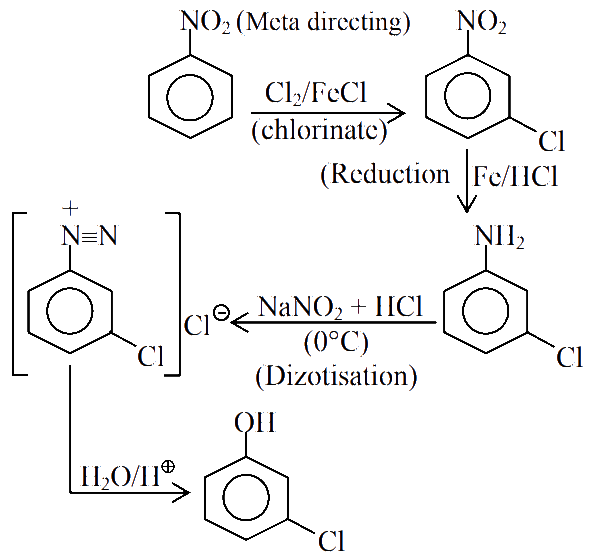 NO₂ (Meta directing)
NO₂
Cl₂/FeCl
(chlorinate)
Cl
(Reduction Fe/HCl
NH₂
Cl
NaNO₂ + HCl
(0°C)
(Dizotisation)
+
N≡N
Cl
Cl⊖
H₂O/H⊕
OH
Cl